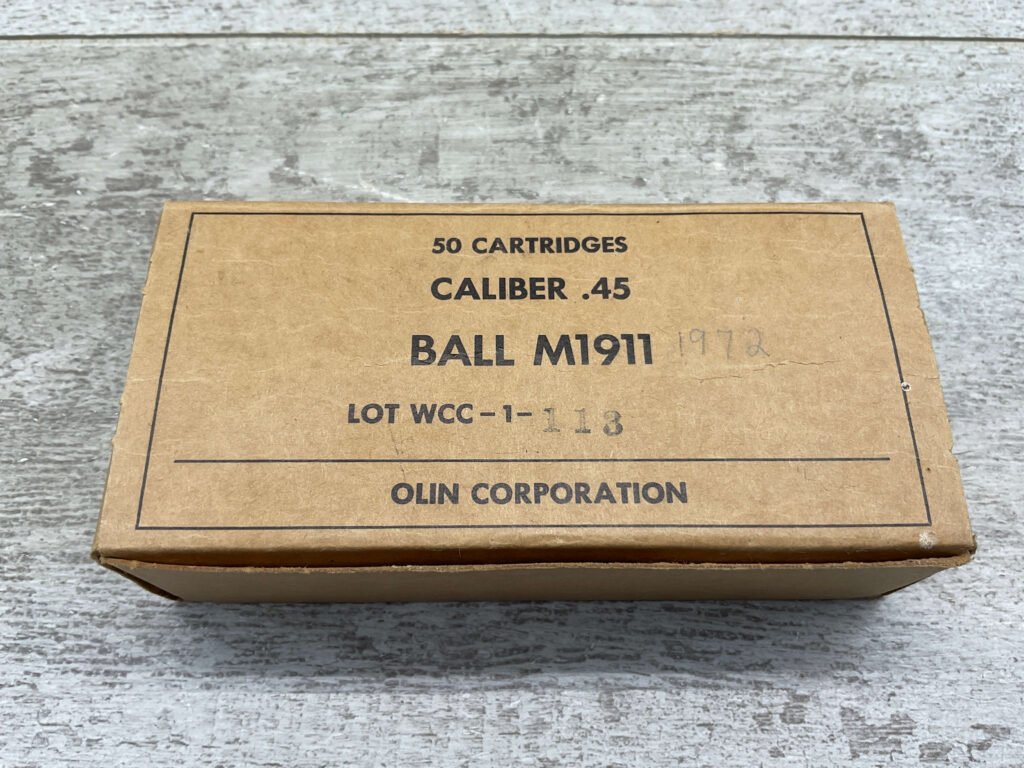 50 CARTRIDGES
CALIBER .45
BALL M1911 1972
LOT WCC-1-113
OLIN CORPORATION